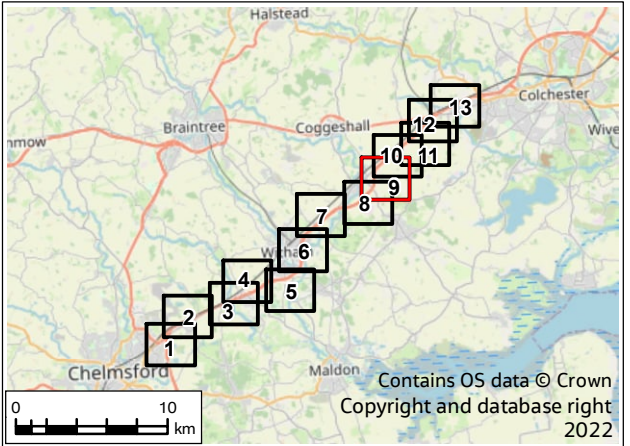 Halstead
Colchester
13
Braintree
Coggeshall
12
nmow
Wive
10
11
9
8
7
Witham
6
4
5
3
2
1
Chelmsford
Maldon
Contains OS data © Crown
Copyright and database right
2022
0 10
km